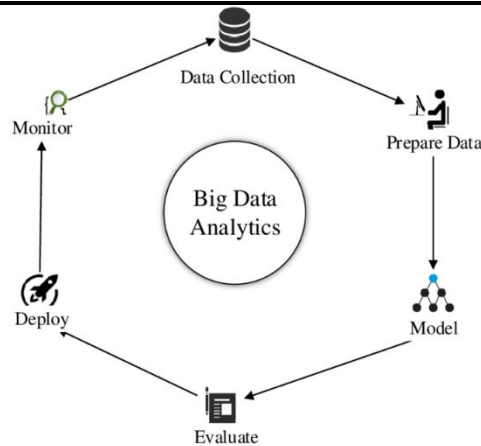 Data Collection
Monitor
Prepare Data
Big Data
Analytics
Deploy
Model
Evaluate